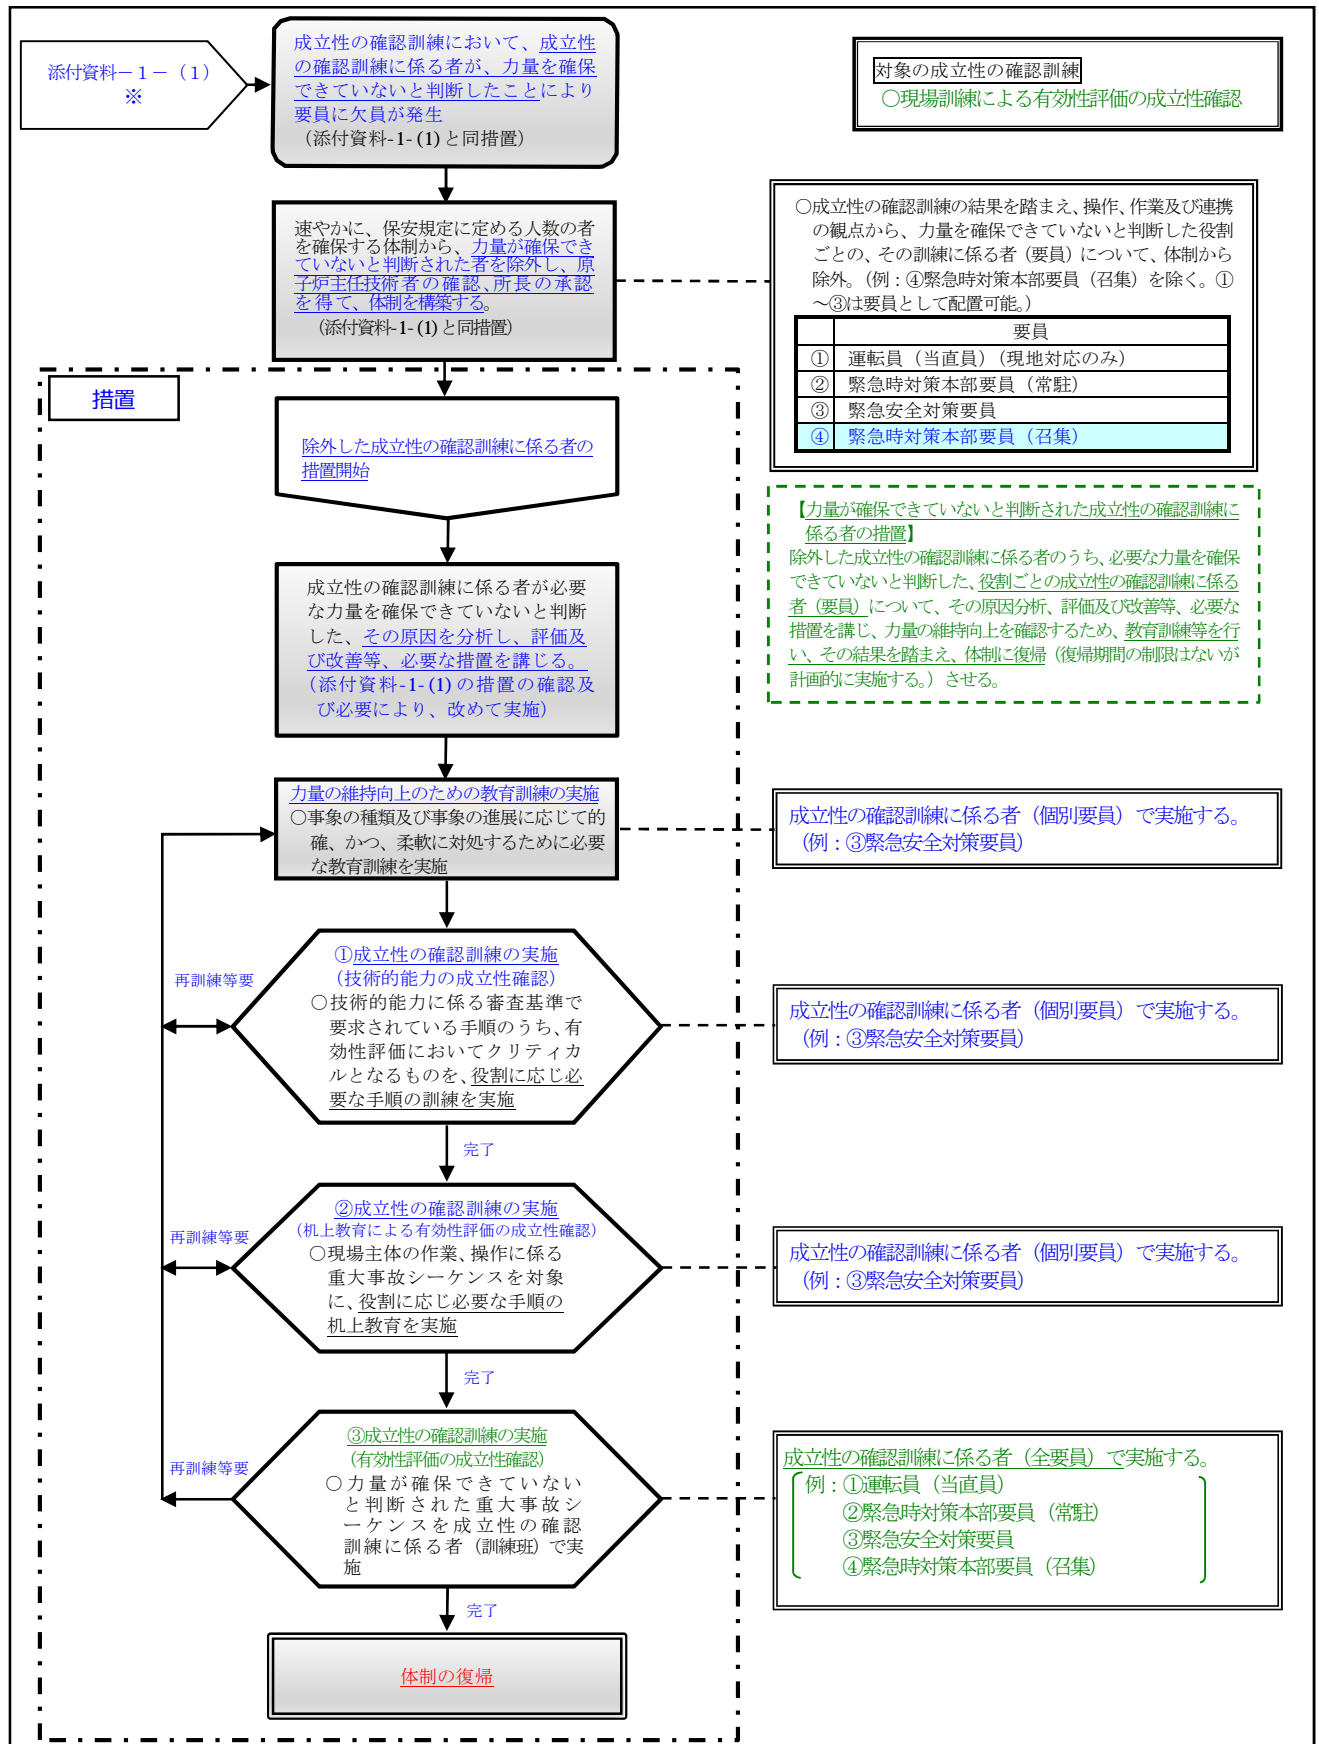 添付資料－１－（１）
※
成立性の確認訓練において、成立性
の確認訓練に係る者が、力量を確保
できていないと判断したことにより
要員に欠員が発生
（添付資料-1-(1)と同措置）
対象の成立性の確認訓練
○現場訓練による有効性評価の成立性確認
速やかに、保安規定に定める人数の者
を確保する体制から、力量が確保でき
ていないと判断された者を除外し、原
子炉主任技術者の確認、所長の承認
を得て、体制を構築する。
（添付資料-1-(1)と同措置）
○成立性の確認訓練の結果を踏まえ、操作、作業及び連携
の観点から、力量を確保できていないと判断した役割
ごとの、その訓練に係る者（要員）について、体制から
除外。（例：④緊急時対策本部要員（召集）を除く。①
～③は要員として配置可能。）
要員
① 運転員（当直員）（現地対応のみ）
② 緊急時対策本部要員（常駐）
③ 緊急安全対策要員
④ 緊急時対策本部要員（召集）
措置
除外した成立性の確認訓練に係る者の
措置開始
【力量が確保できていないと判断された成立性の確認訓練に
係る者の措置】
除外した成立性の確認訓練に係る者のうち、必要な力量を確保
できていないと判断した、役割ごとの成立性の確認訓練に係る
者（要員）について、その原因分析、評価及び改善等、必要な
措置を講じ、力量の維持向上を確認するため、教育訓練等を行
い、その結果を踏まえ、体制に復帰（復帰期間の制限はないが
計画的に実施する。）させる。
成立性の確認訓練に係る者が必要
な力量を確保できていないと判断
した、その原因を分析し、評価及
び改善等、必要な措置を講じる。
（添付資料-1-(1)の措置の確認及
び必要により、改めて実施）
力量の維持向上のための教育訓練の実施
○事象の種類及び事象の進展に応じて的
確、かつ、柔軟に対処するために必要
な教育訓練を実施
成立性の確認訓練に係る者（個別要員）で実施する。
（例：③緊急安全対策要員）
再訓練等要
①成立性の確認訓練の実施
（技術的能力の成立性確認）
○技術的能力に係る審査基準で
要求されている手順のうち、有
効性評価においてクリティカ
ルとなるものを、役割に応じ必
要な手順の訓練を実施
成立性の確認訓練に係る者（個別要員）で実施する。
（例：③緊急安全対策要員）
完了
再訓練等要
②成立性の確認訓練の実施
（机上教育による有効性評価の成立性確認）
○現場主体の作業、操作に係る
重大事故シーケンスを対象
に、役割に応じ必要な手順の
机上教育を実施
成立性の確認訓練に係る者（個別要員）で実施する。
（例：③緊急安全対策要員）
完了
再訓練等要
③成立性の確認訓練の実施
（有効性評価の成立性確認）
○力量が確保できていない
と判断された重大事故シ
ーケンスを成立性の確認
訓練に係る者（訓練班）で実
施
成立性の確認訓練に係る者（全要員）で実施する。
例：①運転員（当直員）
②緊急時対策本部要員（常駐）
③緊急安全対策要員
④緊急時対策本部要員（召集）
完了
体制の復帰